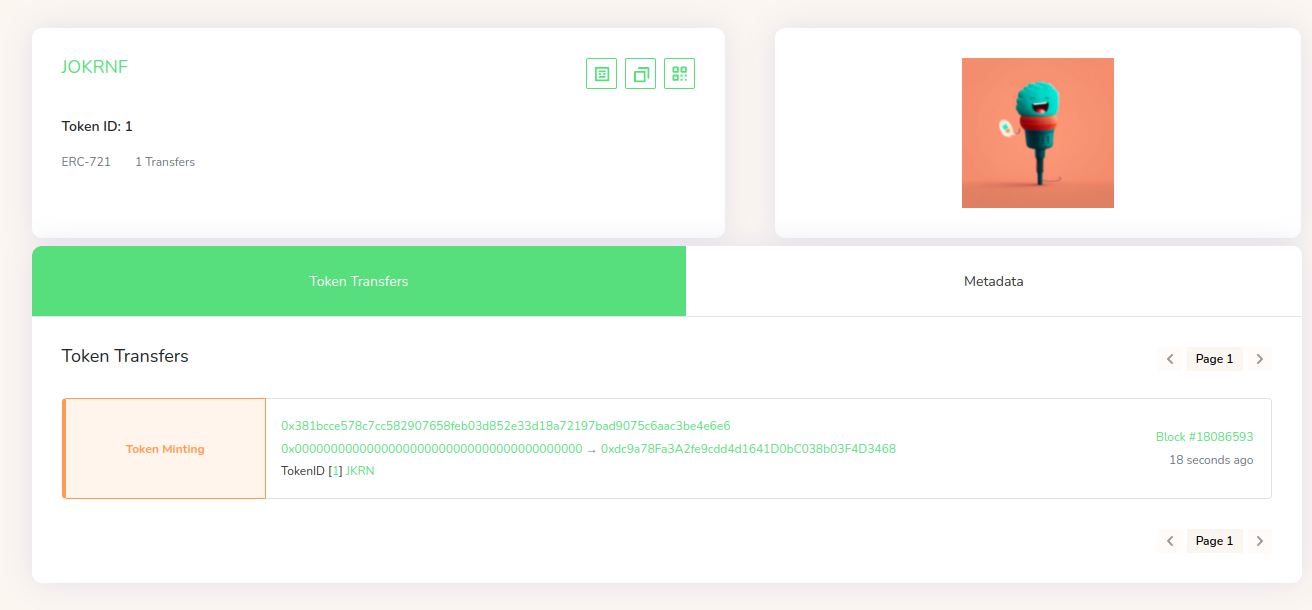 JOKRNF
Token ID: 1
ERC-721 1 Transfers
Token Transfers
Metadata
Token Transfers
Page 1
Token Minting
0x381bcce578c7cc582907658feb03d852e33d18a72197bad9075c6aac3be4e6e6
0x0000000000000000000000000000000000000000 → 0xdc9a78Fa3A2fe9cdd4d1641D0bC038b03F4D3468
TokenID [1] JKRN
Block #18086593
18 seconds ago
Page 1